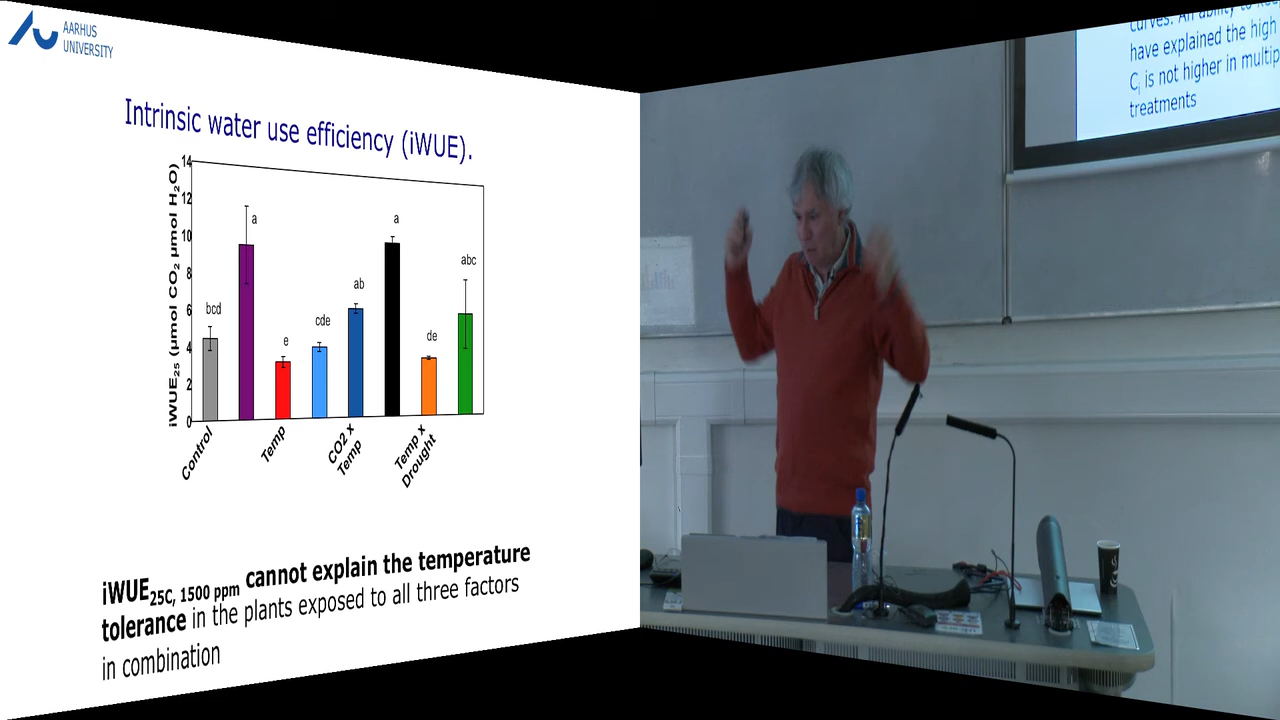 AARHUS
UNIVERSITY
Intrinsic water use efficiency (iWUE).
iWUE25 (µmol CO2 µmol H2O)
14
12
10
8
6
4
2
0
bcd
a
e
cde
ab
a
de
abc
Control
Temp
CO2 x
Temp
Temp x
Drought
iWUE25C, 1500 ppm cannot explain the temperature
tolerance in the plants exposed to all three factors
in combination
curves. An ability to
have explained the high
Ci is not higher in multip
treatments